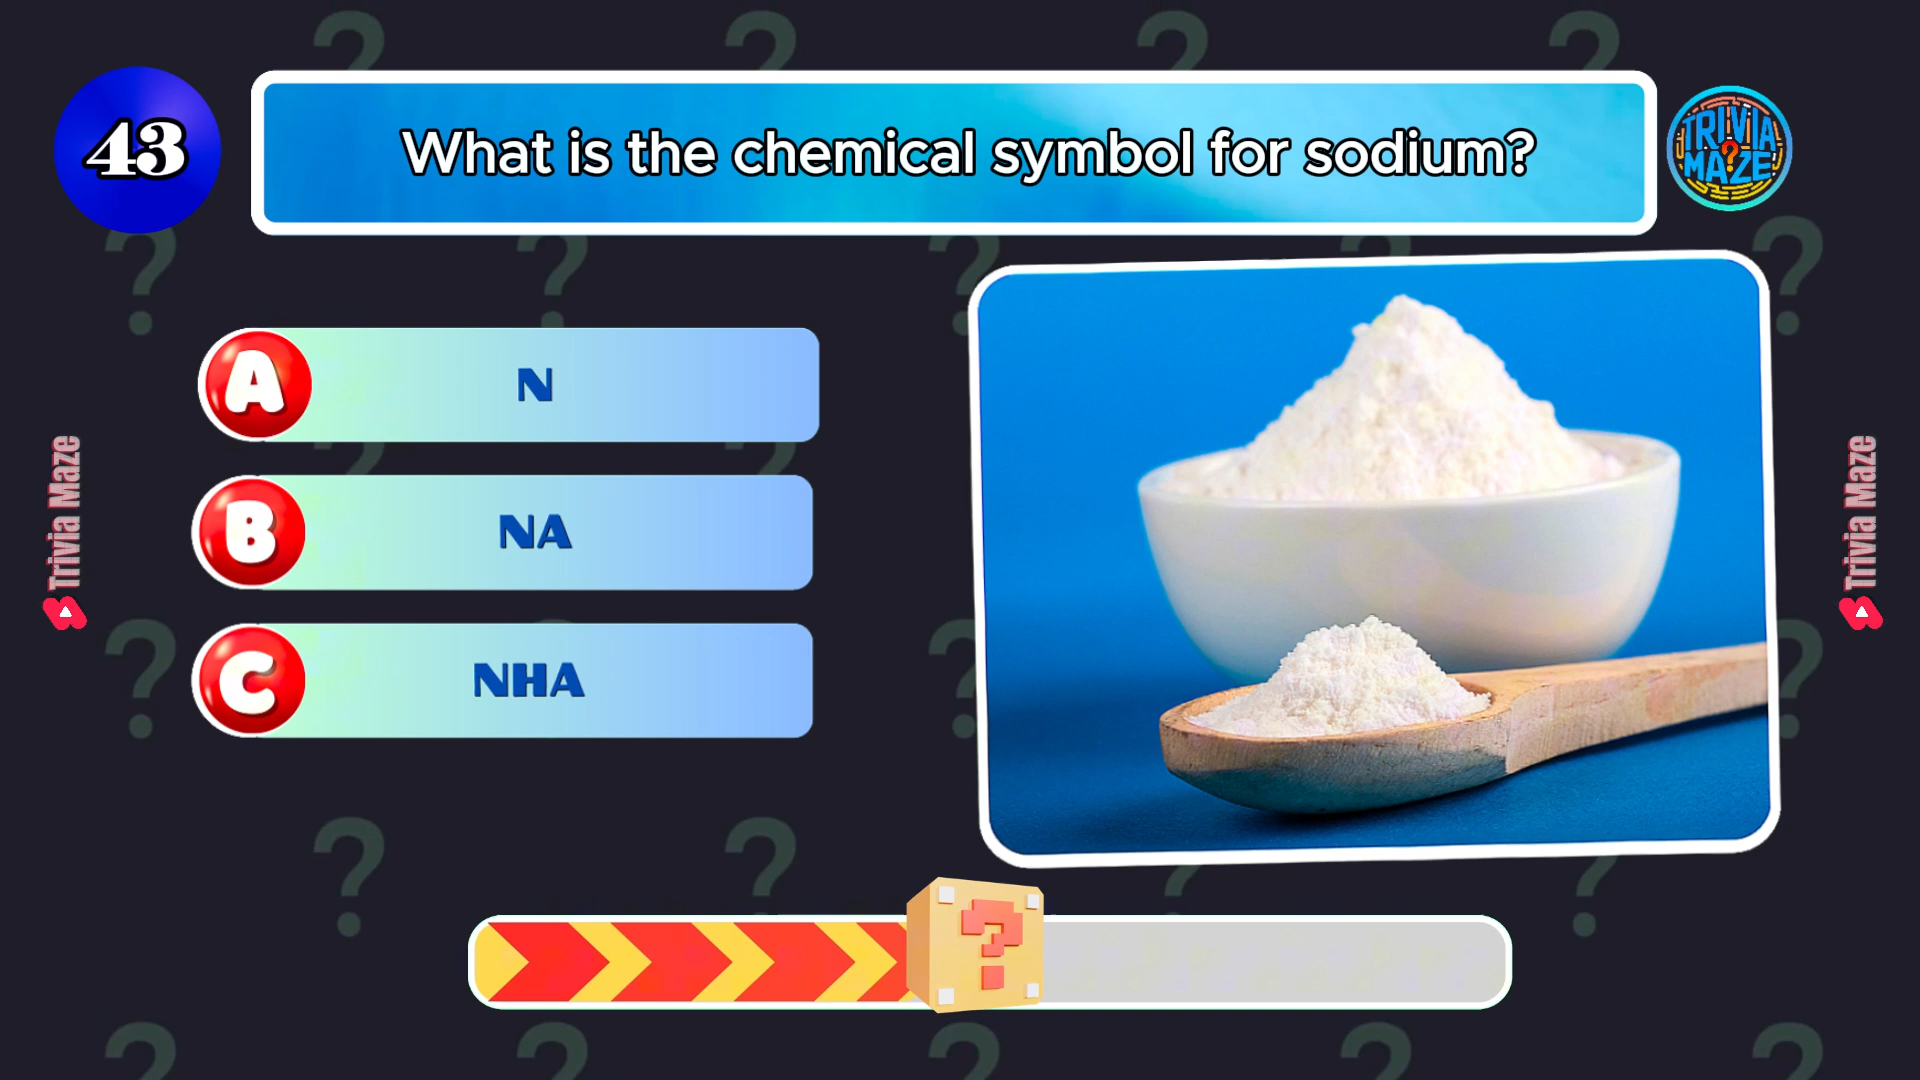 43
What is the chemical symbol for sodium?
TRIVIA
MAZE
?
A
N
B
NA
C
NHA
Trivia Maze
Trivia Maze
?